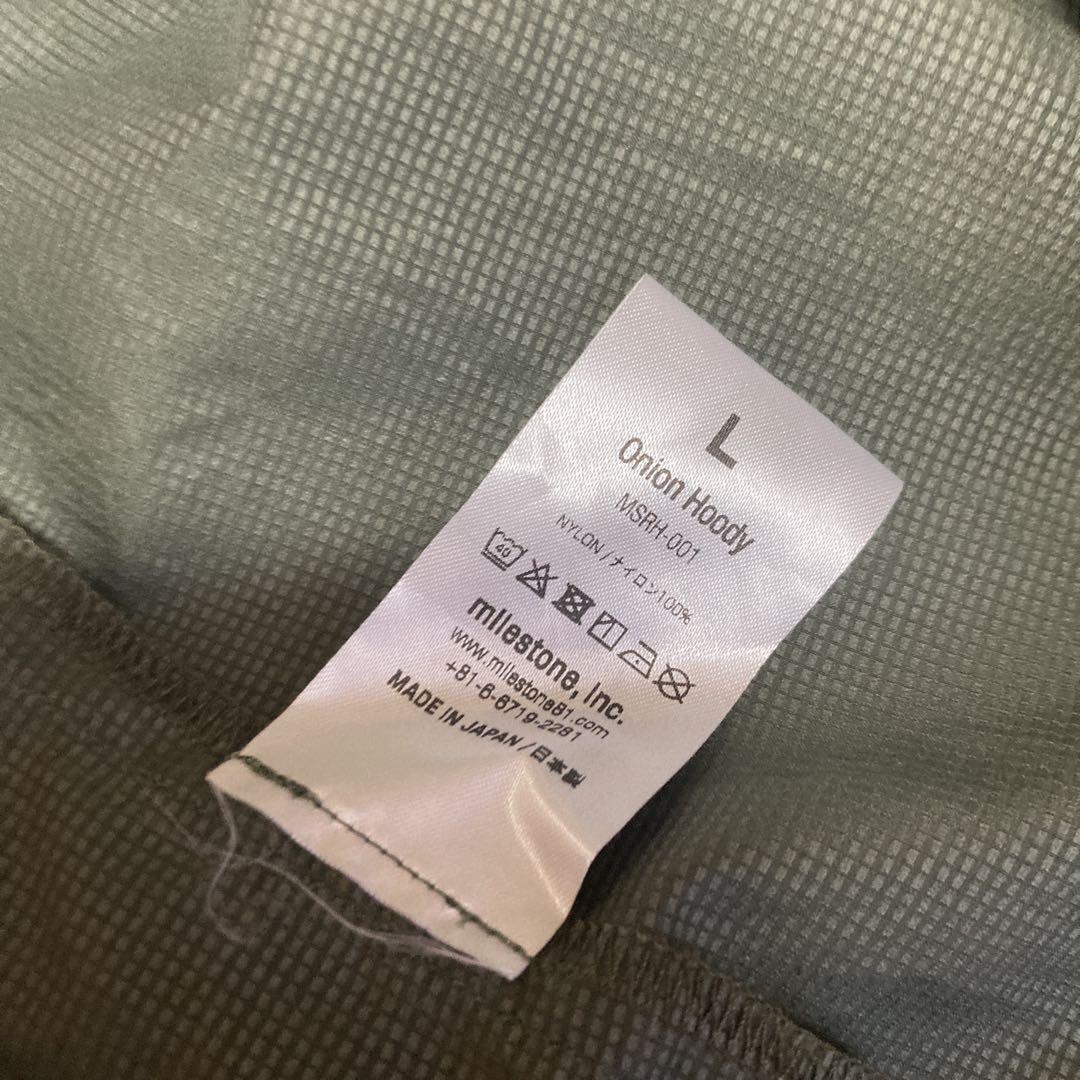 L
Onion Hoody
MSRH-001
NYLON / ナイロン100%
40
milestone, inc.
www.milestone81.com
+81-6-6719-2281
MADE IN JAPAN / 日本製